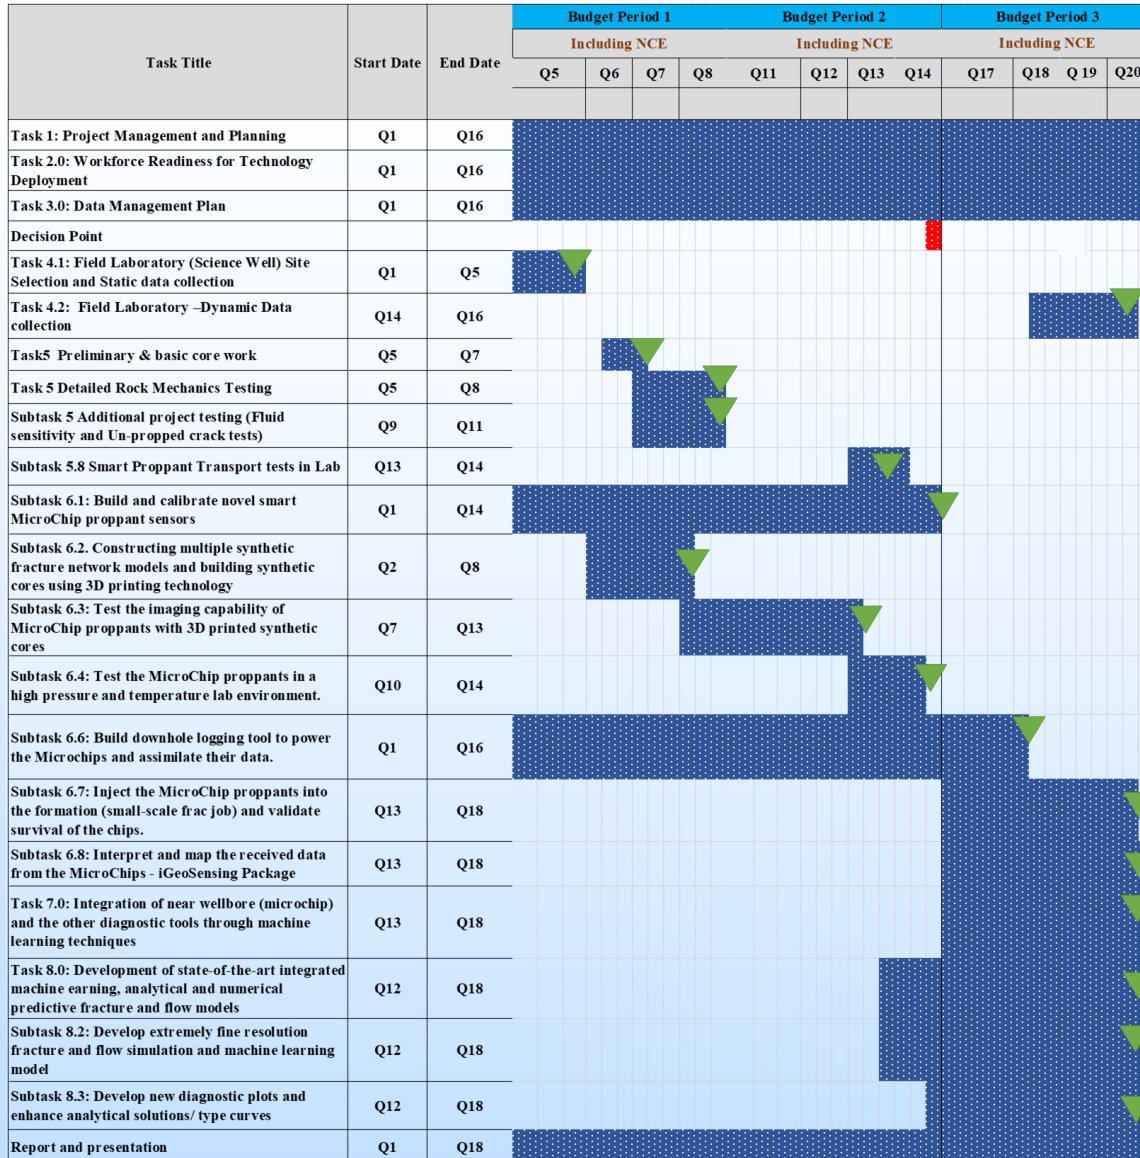 Task Title
Start Date
End Date
Budget Period 1
Budget Period 2
Budget Period 3
Including NCE
Including NCE
Including NCE
Q5
Q6
Q7
Q8
Q11
Q12
Q13
Q14
Q17
Q18
Q 19
Q20
Task 1: Project Management and Planning
Q1
Q16
Task 2.0: Workforce Readiness for Technology
Deployment
Q1
Q16
Task 3.0: Data Management Plan
Q1
Q16
Decision Point
Task 4.1: Field Laboratory (Science Well) Site
Selection and Static data collection
Q1
Q5
Task 4.2:  Field Laboratory –Dynamic Data
collection
Q14
Q16
Task5  Preliminary & basic core work
Q5
Q7
Task 5 Detailed Rock Mechanics Testing
Q5
Q8
Subtask 5 Additional project testing (Fluid
sensitivity and Un-propped crack tests)
Q9
Q11
Subtask 5.8 Smart Proppant Transport tests in Lab
Q13
Q14
Subtask 6.1: Build and calibrate novel smart
MicroChip proppant sensors
Q1
Q14
Subtask 6.2. Constructing multiple synthetic
fracture network models and building synthetic
cores using 3D printing technology
Q2
Q8
Subtask 6.3: Test the imaging capability of
MicroChip proppants with 3D printed synthetic
cores
Q7
Q13
Subtask 6.4: Test the MicroChip proppants in a
high pressure and temperature lab environment.
Q10
Q14
Subtask 6.6: Build downhole logging tool to power
the Microchips and assimilate their data.
Q1
Q16
Subtask 6.7: Inject the MicroChip proppants into
the formation (small-scale frac job) and validate
survival of the chips.
Q13
Q18
Subtask 6.8: Interpret and map the received data
from the MicroChips - iGeoSensing Package
Q13
Q18
Task 7.0: Integration of near wellbore (microchip)
and the other diagnostic tools through machine
learning techniques
Q13
Q18
Task 8.0: Development of state-of-the-art integrated
machine earning, analytical and numerical
predictive fracture and flow models
Q12
Q18
Subtask 8.2: Develop extremely fine resolution
fracture and flow simulation and machine learning
model
Q12
Q18
Subtask 8.3: Develop new diagnostic plots and
enhance analytical solutions/ type curves
Q12
Q18
Report and presentation
Q1
Q18